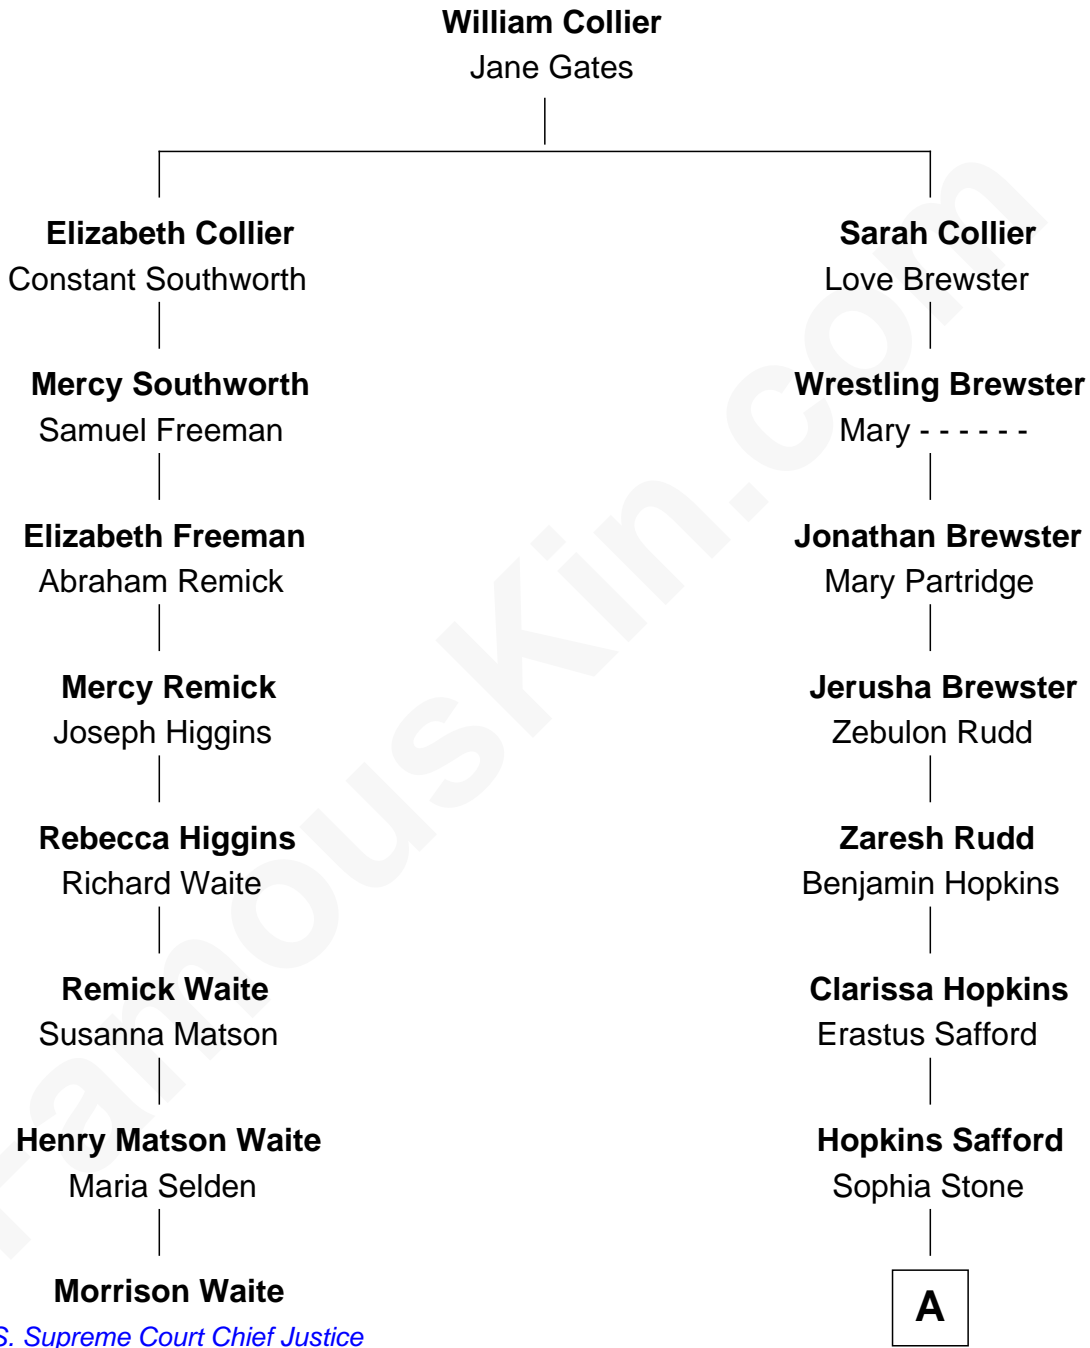 William Collier
Jane Gates
Elizabeth Collier
Constant Southworth
Sarah Collier
Love Brewster
Mercy Southworth
Samuel Freeman
Wrestling Brewster
Mary - - - - - -
Elizabeth Freeman
Abraham Remick
Jonathan Brewster
Mary Partridge
Mercy Remick
Joseph Higgins
Jerusha Brewster
Zebulon Rudd
Rebecca Higgins
Richard Waite
Zaresh Rudd
Benjamin Hopkins
Remick Waite
Susanna Matson
Clarissa Hopkins
Erastus Safford
Henry Matson Waite
Maria Selden
Hopkins Safford
Sophia Stone
Morrison Waite
S. Supreme Court Chief Justice
A
FamousKin.com